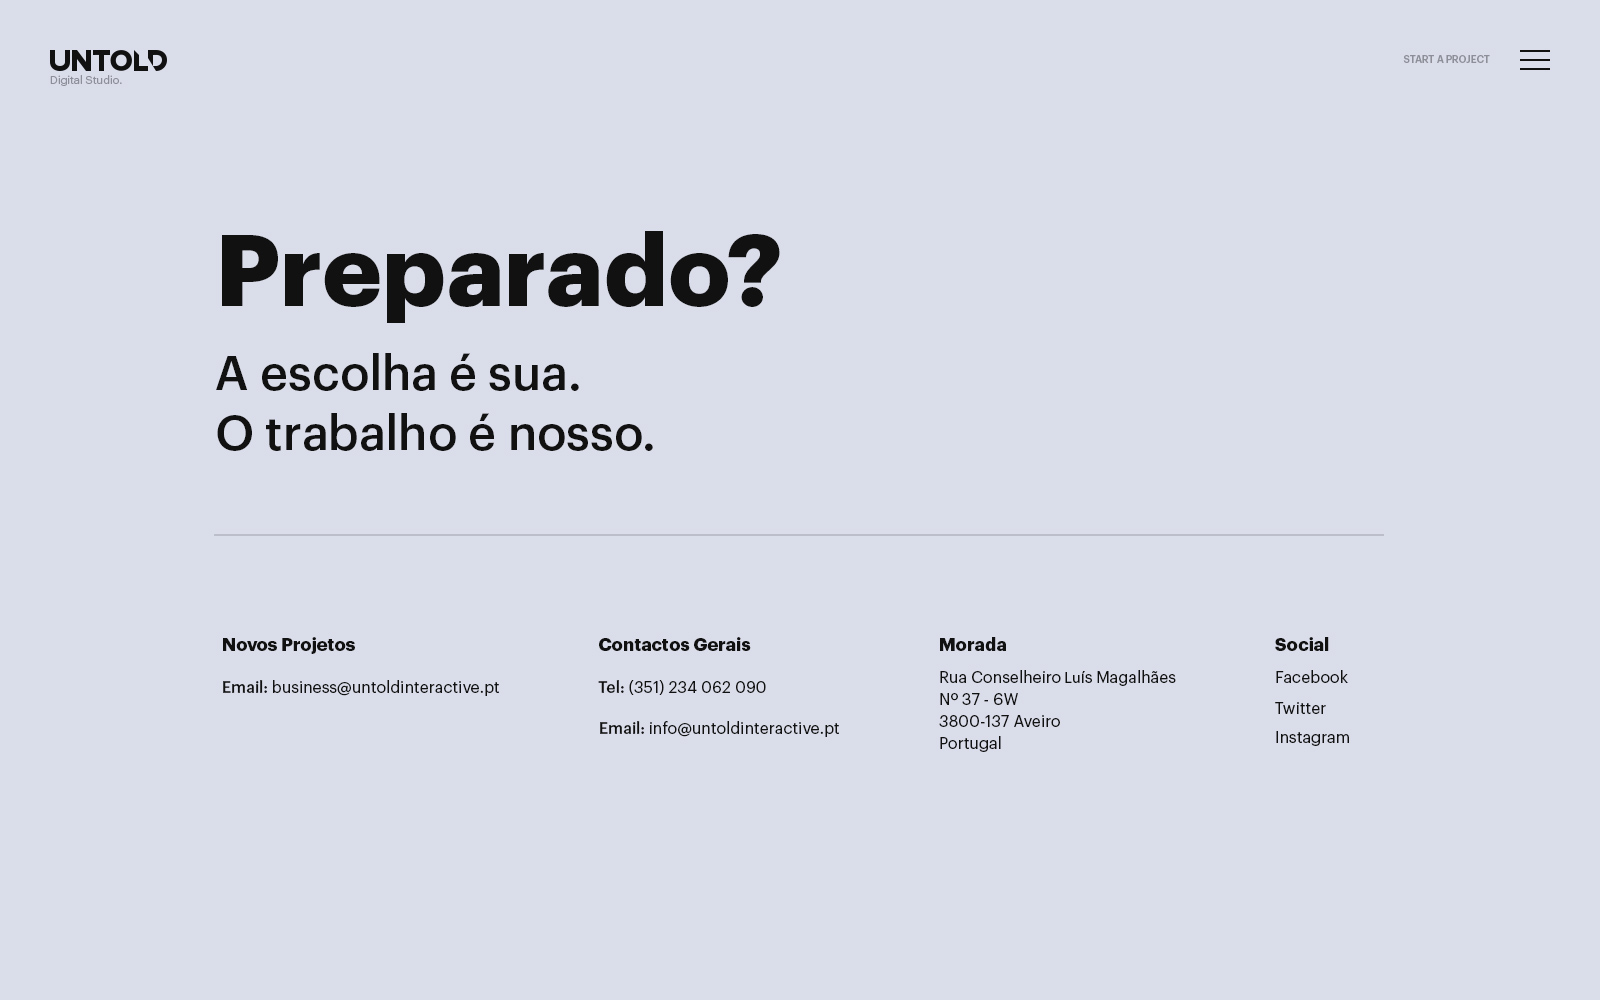 UNTOLD
Digital Studio.
START A PROJECT
Preparado?
A escolha é sua.
O trabalho é nosso.
Novos Projetos
Email: business@untoldinteractive.pt
Contactos Gerais
Tel: (351) 234 062 090
Email: info@untoldinteractive.pt
Morada
Rua Conselheiro Luís Magalhães
Nº 37 - 6W
3800-137 Aveiro
Portugal
Social
Facebook
Twitter
Instagram